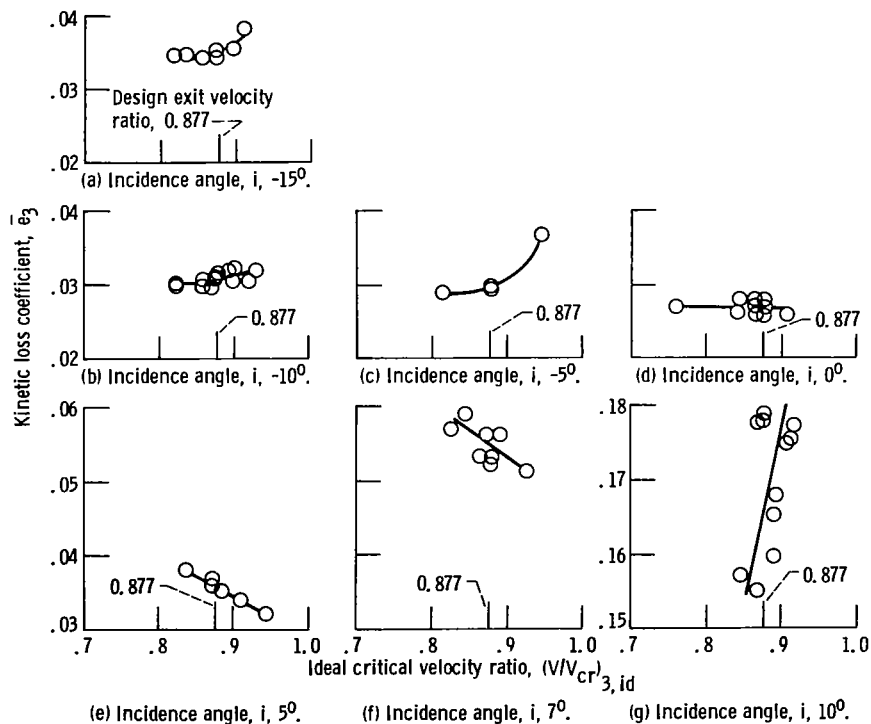 .04
.03
Design exit velocity
ratio, 0.877
.02
(a) Incidence angle, i, -15⁰.
.04
.03
0.877
0.877
0.877
.02
(b) Incidence angle, i, -10⁰.
(c) Incidence angle, i, -5⁰.
(d) Incidence angle, i, 0⁰.
Kinetic loss coefficient, e̅₃
.06
.05
.04
.03
0.877
.7 .8 .9 1.0
0.877
.7 .8 .9 1.0
.18
.17
.16
.15
0.877
.7 .8 .9 1.0
Ideal critical velocity ratio, (V/V_cr)₃,id
(e) Incidence angle, i, 5⁰.
(f) Incidence angle, i, 7⁰.
(g) Incidence angle, i, 10⁰.